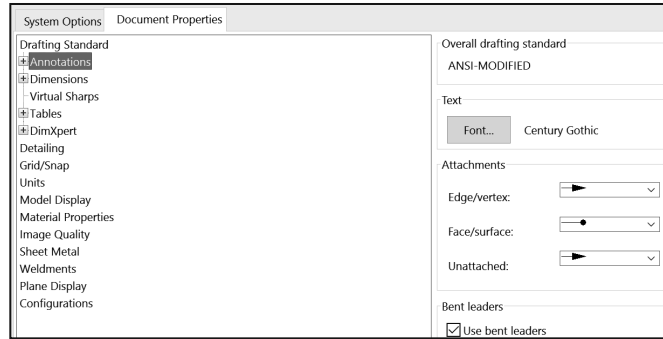 System Options
Document Properties
Drafting Standard
Annotations
Dimensions
Virtual Sharps
Tables
DimXpert
Detailing
Grid/Snap
Units
Model Display
Material Properties
Image Quality
Sheet Metal
Weldments
Plane Display
Configurations
Overall drafting standard
ANSI-MODIFIED
Text
Font... Century Gothic
Attachments
Edge/vertex:
Face/surface:
Unattached:
Bent leaders
Use bent leaders